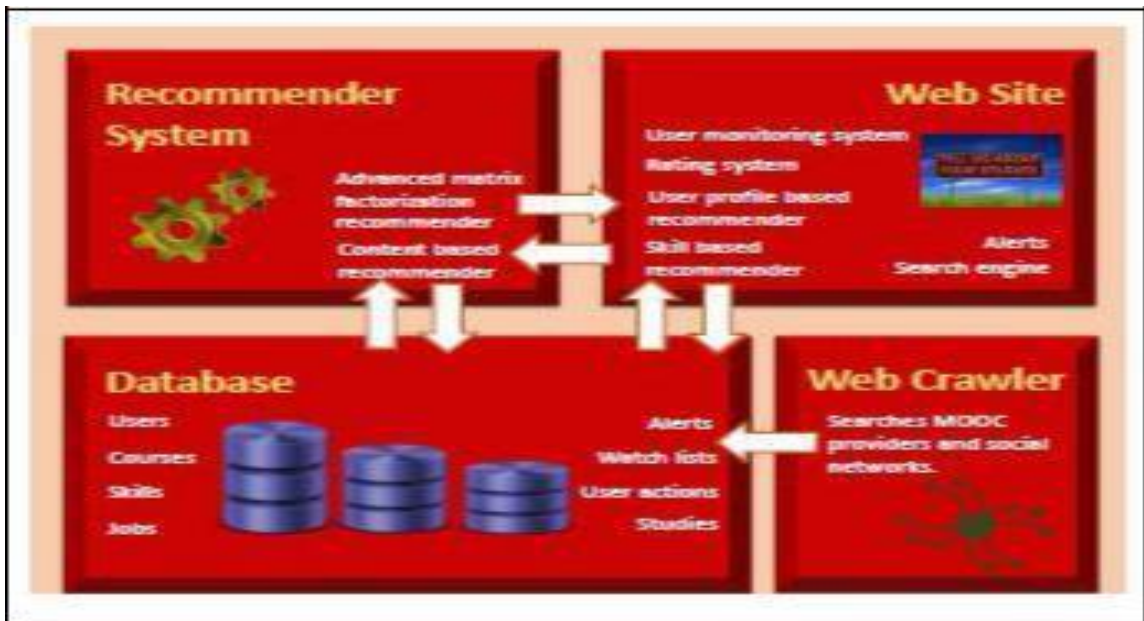 Recommender
System
Advanced matrix
factorization
recommender
Content based
recommender
Web Site
User monitoring system
Rating system
User profile based
recommender
Skill based
recommender
Alerts
Search engine
Database
Users
Courses
Skills
Jobs
Alerts
Watch lists
User actions
Studies
Web Crawler
Searches MOOC
providers and social
networks.